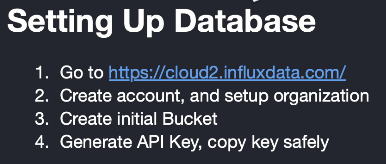 Setting Up Database
1. Go to https://cloud2.influxdata.com/
2. Create account, and setup organization
3. Create initial Bucket
4. Generate API Key, copy key safely